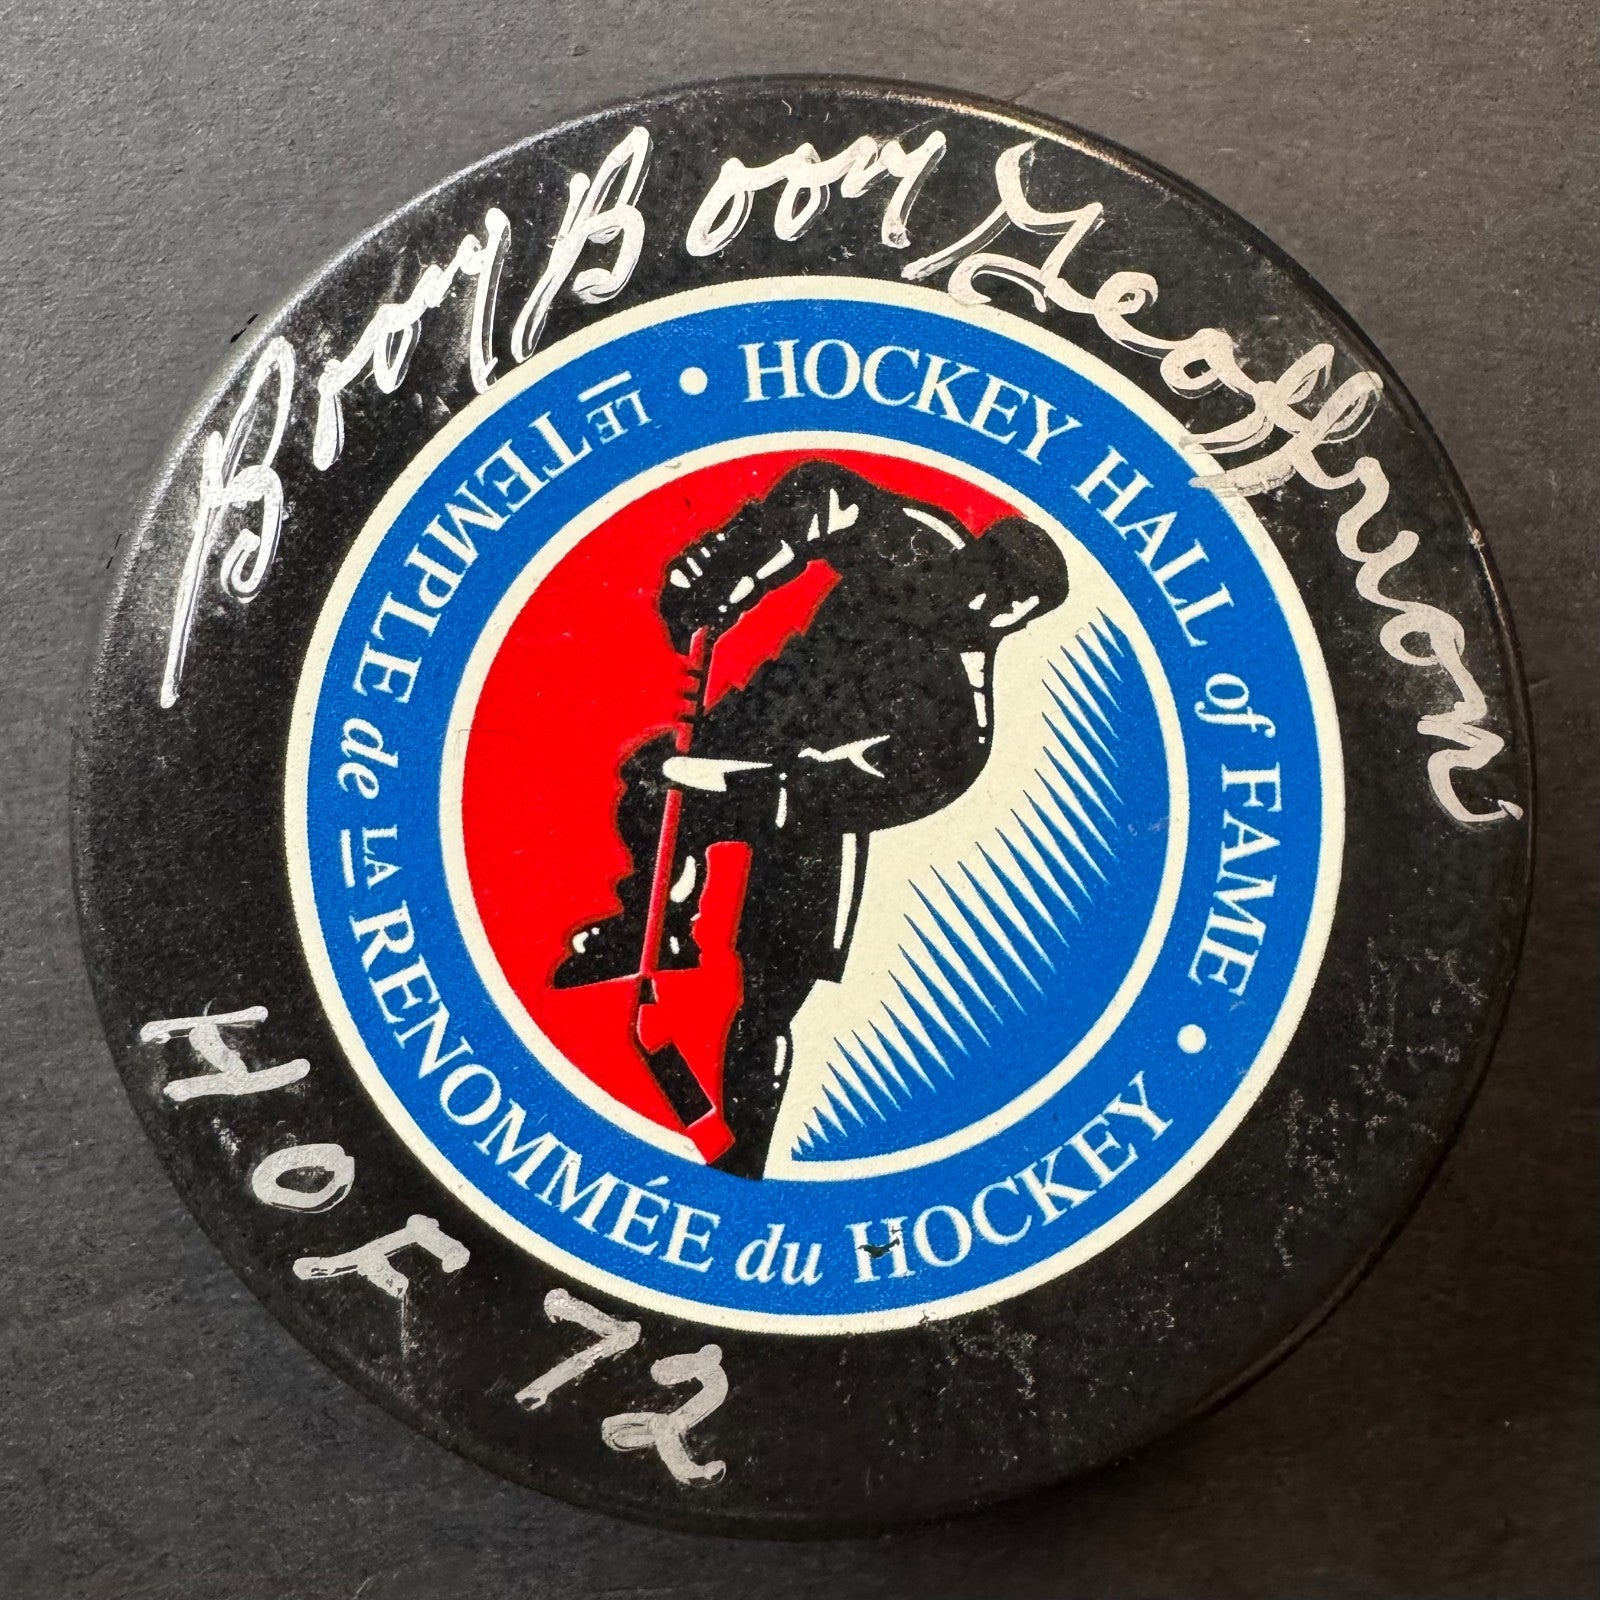 Boom Boom Geoffrion
HOCKEY HALL of FAME
LE TEMPLE de LA RENOMMÉE du HOCKEY
HOF 72